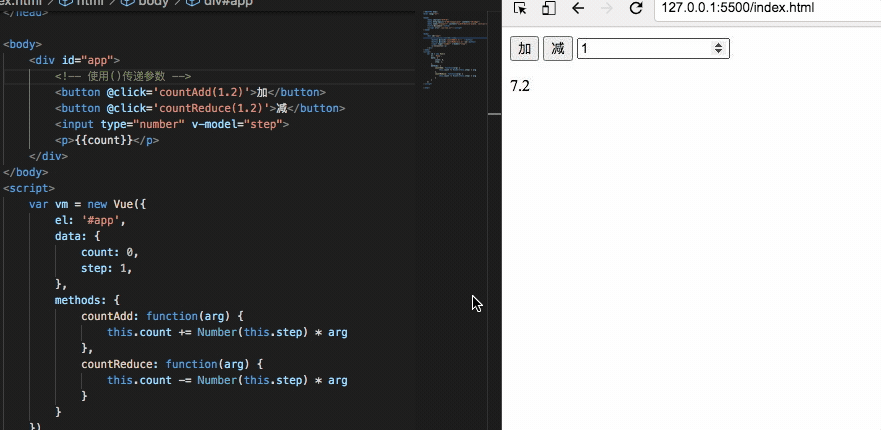 index.html html body div#app
</head>
<body>
<div id="app">
<!-- 使用()传递参数 -->
<button @click='countAdd(1.2)'>加</button>
<button @click='countReduce(1.2)'>减</button>
<input type="number" v-model="step">
<p>{{count}}</p>
</div>
</body>
<script>
var vm = new Vue({
el: '#app',
data: {
count: 0,
step: 1,
},
methods: {
countAdd: function(arg) {
this.count += Number(this.step) * arg
},
countReduce: function(arg) {
this.count -= Number(this.step) * arg
}
}
})
127.0.0.1:5500/index.html
加 减 1
7.2